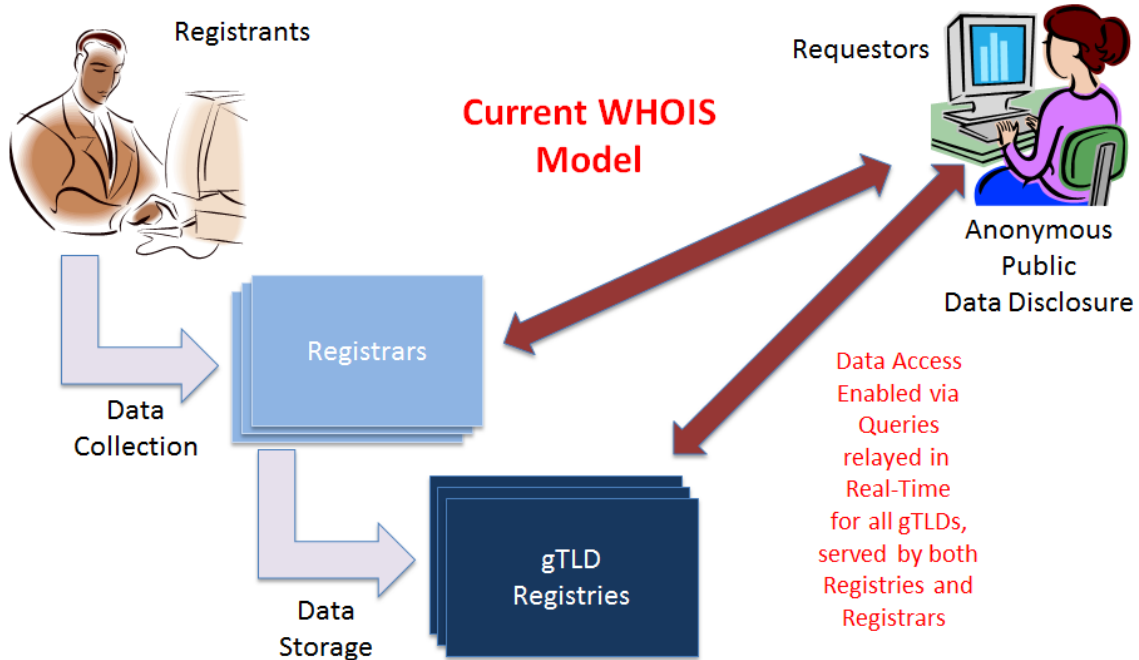 Registrants
Requestors
Current WHOIS
Model
Anonymous
Public
Data Disclosure
Registrars
Data
Collection
Data Access
Enabled via
Queries
relayed in
Real-Time
for all gTLDs,
served by both
Registries and
Registrars
gTLD
Registries
Data
Storage